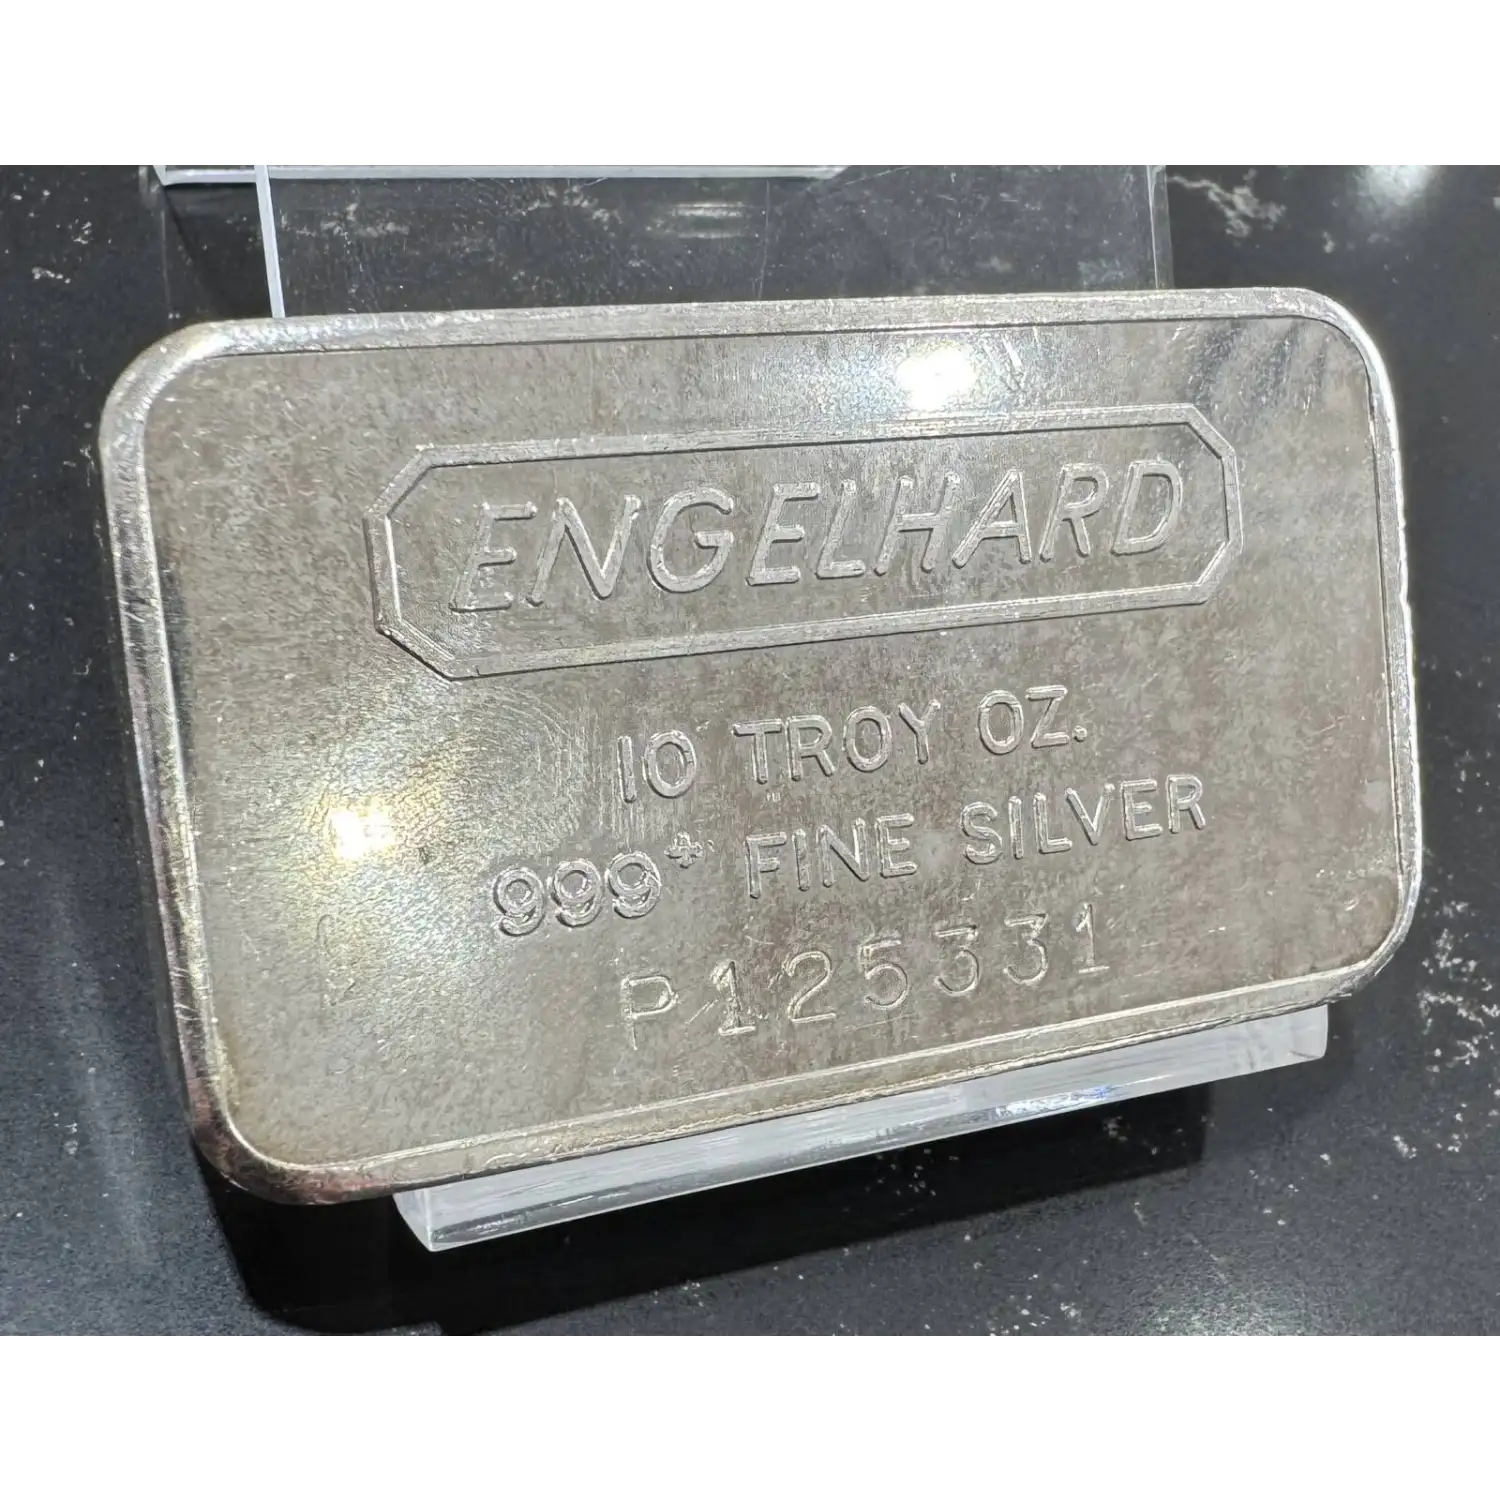 ENGELHARD
10 TROY OZ.
999+ FINE SILVER
P125331